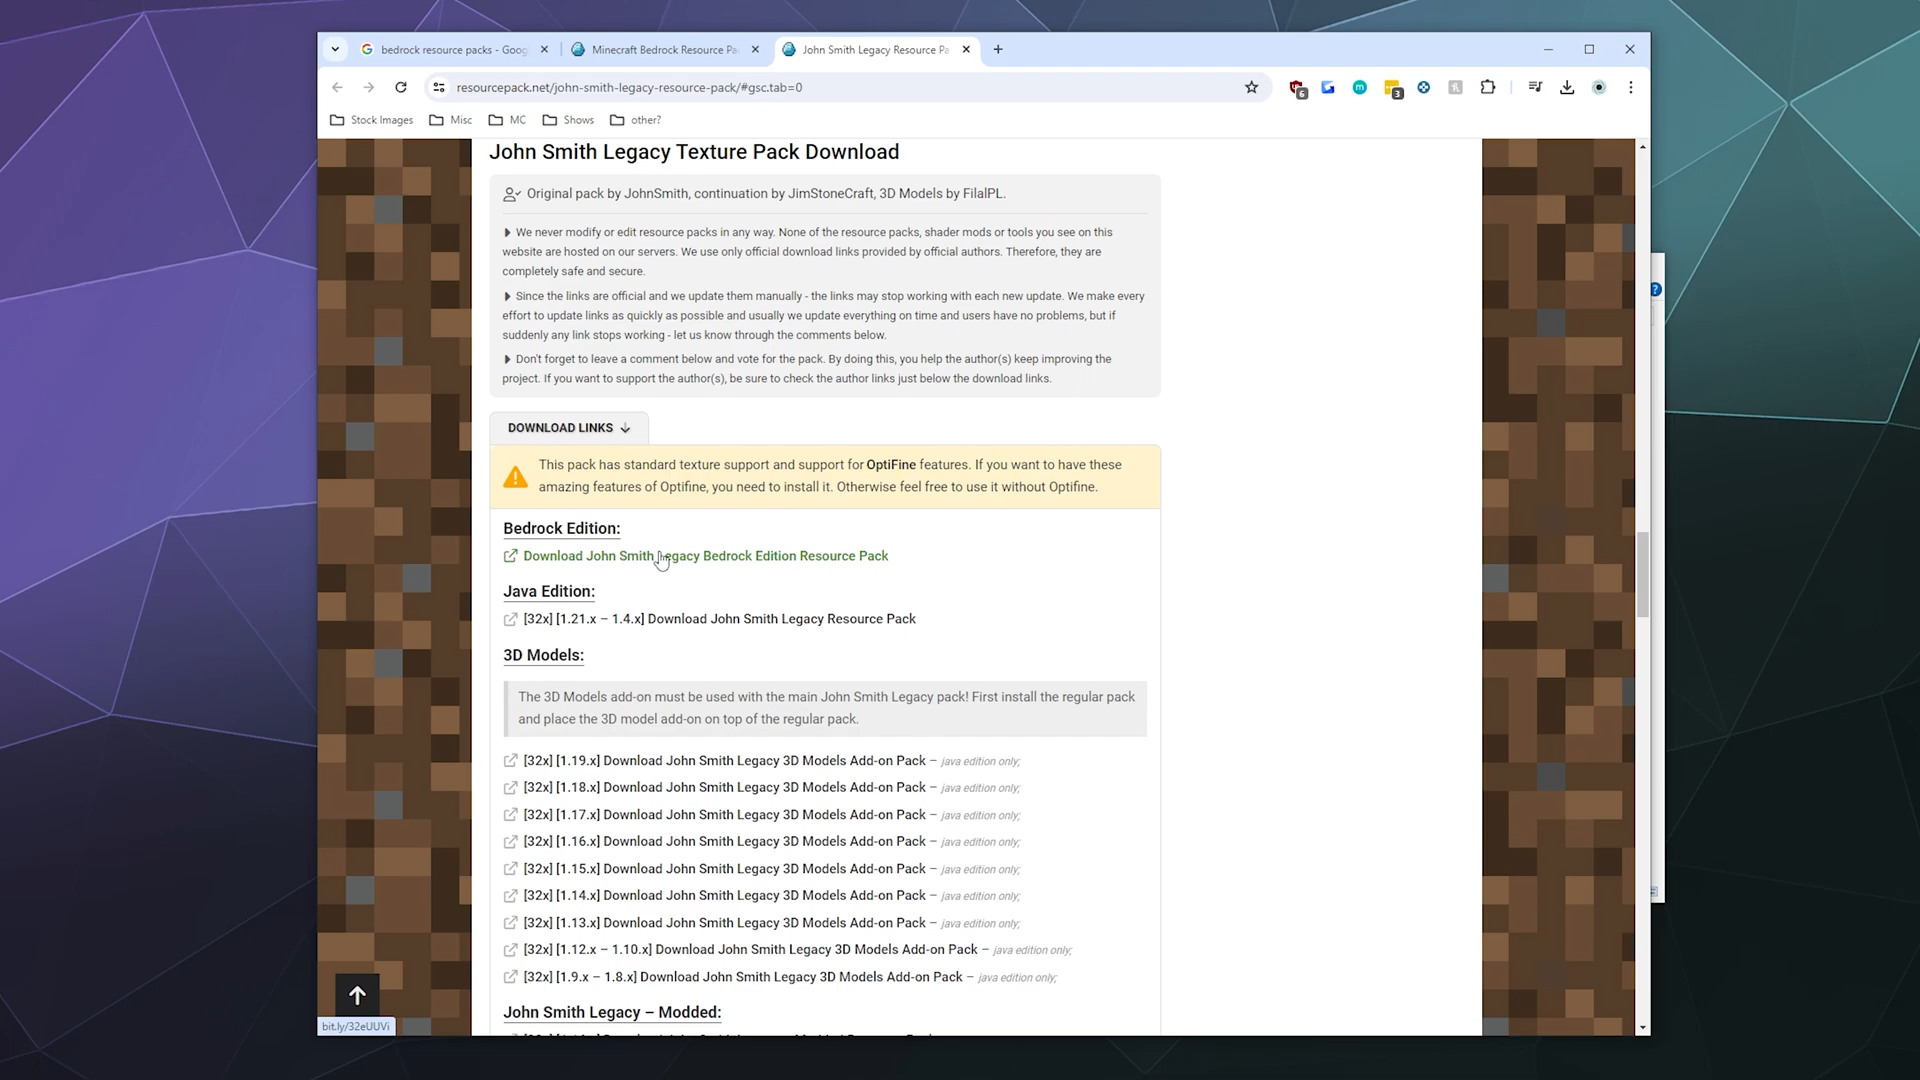 bedrock resource packs - Goog
Minecraft Bedrock Resource Pa
John Smith Legacy Resource Pa
resourcepack.net/john-smith-legacy-resource-pack/#gsc.tab=0
6
3
Stock Images
Misc
MC
Shows
other?
John Smith Legacy Texture Pack Download
Original pack by JohnSmith, continuation by JimStoneCraft, 3D Models by FilalPL.
We never modify or edit resource packs in any way. None of the resource packs, shader mods or tools you see on this
website are hosted on our servers. We use only official download links provided by official authors. Therefore, they are
completely safe and secure.
Since the links are official and we update them manually - the links may stop working with each new update. We make every
effort to update links as quickly as possible and usually we update everything on time and users have no problems, but if
suddenly any link stops working - let us know through the comments below.
Don't forget to leave a comment below and vote for the pack. By doing this, you help the author(s) keep improving the
project. If you want to support the author(s), be sure to check the author links just below the download links.
DOWNLOAD LINKS
This pack has standard texture support and support for OptiFine features. If you want to have these
amazing features of Optifine, you need to install it. Otherwise feel free to use it without Optifine.
Bedrock Edition:
Download John Smith Legacy Bedrock Edition Resource Pack
Java Edition:
[32x] [1.21.x – 1.4.x] Download John Smith Legacy Resource Pack
3D Models:
The 3D Models add-on must be used with the main John Smith Legacy pack! First install the regular pack
and place the 3D model add-on on top of the regular pack.
[32x] [1.19.x] Download John Smith Legacy 3D Models Add-on Pack – java edition only;
[32x] [1.18.x] Download John Smith Legacy 3D Models Add-on Pack – java edition only;
[32x] [1.17.x] Download John Smith Legacy 3D Models Add-on Pack – java edition only;
[32x] [1.16.x] Download John Smith Legacy 3D Models Add-on Pack – java edition only;
[32x] [1.15.x] Download John Smith Legacy 3D Models Add-on Pack – java edition only;
[32x] [1.14.x] Download John Smith Legacy 3D Models Add-on Pack – java edition only;
[32x] [1.13.x] Download John Smith Legacy 3D Models Add-on Pack – java edition only;
[32x] [1.12.x – 1.10.x] Download John Smith Legacy 3D Models Add-on Pack – java edition only;
[32x] [1.9.x – 1.8.x] Download John Smith Legacy 3D Models Add-on Pack – java edition only;
John Smith Legacy – Modded:
bit.ly/32eUUVi